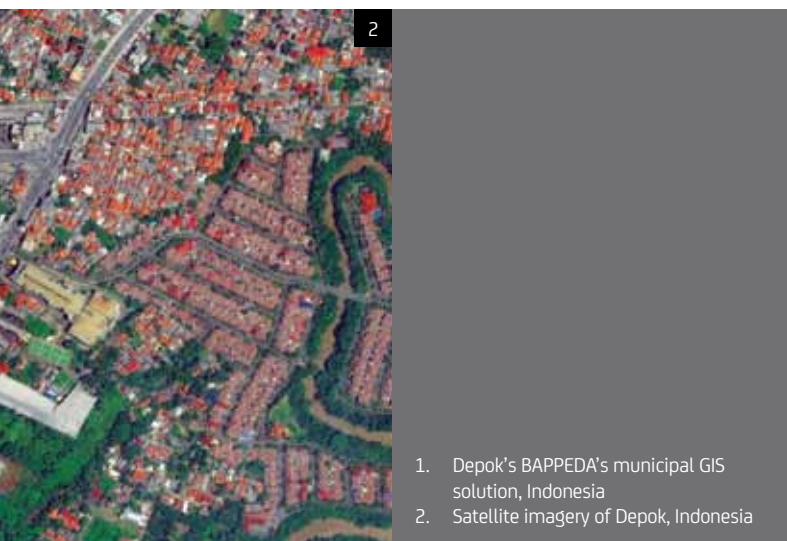 2
1. Depok's BAPPEDA's municipal GIS
solution, Indonesia
2. Satellite imagery of Depok, Indonesia